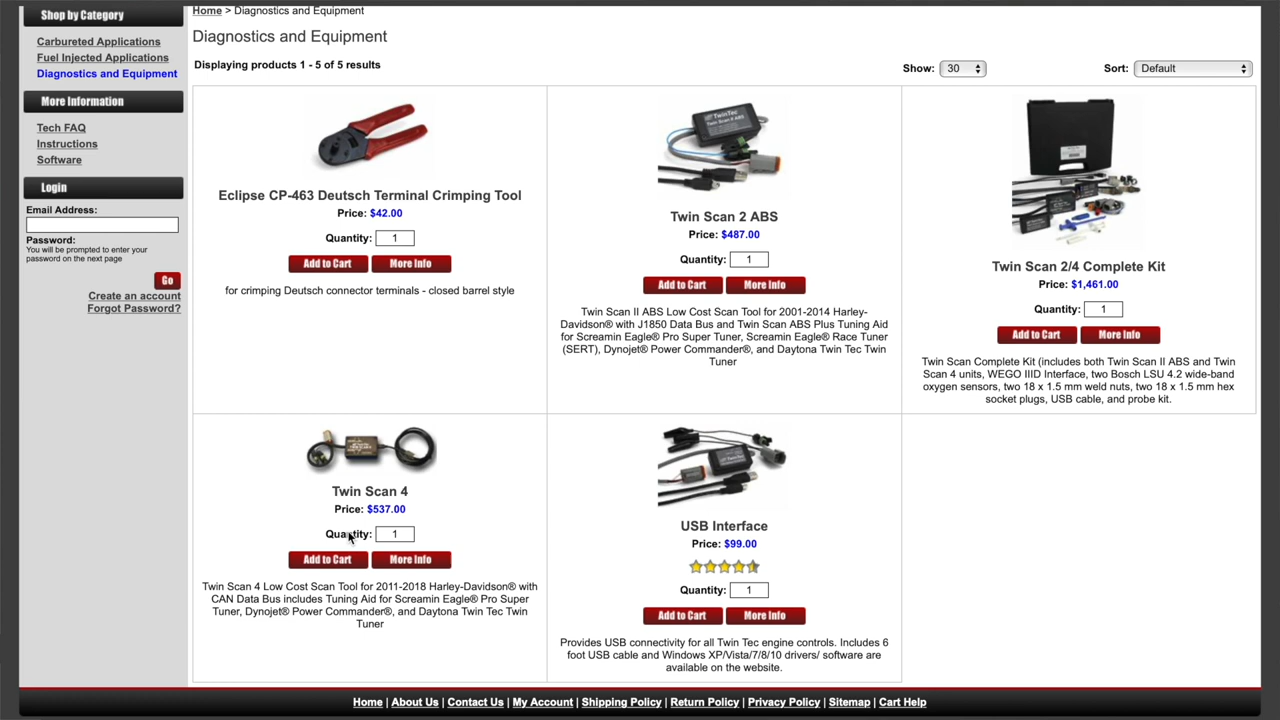 Shop by Category
Carbureted Applications
Fuel Injected Applications
Diagnostics and Equipment
More Information
Tech FAQ
Instructions
Software
Login
Email Address:
Password:
You will be prompted to enter your
password on the next page
Go
Create an account
Forgot Password?
Home > Diagnostics and Equipment
Diagnostics and Equipment
Displaying products 1 - 5 of 5 results
Show: 30
Sort: Default
Eclipse CP-463 Deutsch Terminal Crimping Tool
Price: $42.00
Quantity: 1
Add to Cart More Info
for crimping Deutsch connector terminals - closed barrel style
TwinTec
Twin Scan II ABS
Twin Scan 2 ABS
Price: $487.00
Quantity: 1
Add to Cart More Info
Twin Scan II ABS Low Cost Scan Tool for 2001-2014 Harley-
Davidson® with J1850 Data Bus and Twin Scan ABS Plus Tuning Aid
for Screamin Eagle® Pro Super Tuner, Screamin Eagle® Race Tuner
(SERT), Dynojet® Power Commander®, and Daytona Twin Tec Twin
Tuner
Twin Scan 2/4 Complete Kit
Price: $1,461.00
Quantity: 1
Add to Cart More Info
Twin Scan Complete Kit (includes both Twin Scan II ABS and Twin
Scan 4 units, WEGO IIID Interface, two Bosch LSU 4.2 wide-band
oxygen sensors, two 18 x 1.5 mm weld nuts, two 18 x 1.5 mm hex
socket plugs, USB cable, and probe kit.
Twin Scan 4
Price: $537.00
Quantity: 1
Add to Cart More Info
Twin Scan 4 Low Cost Scan Tool for 2011-2018 Harley-Davidson® with
CAN Data Bus includes Tuning Aid for Screamin Eagle® Pro Super
Tuner, Dynojet® Power Commander®, and Daytona Twin Tec Twin
Tuner
TwinTec
USB Interface
Price: $99.00
Quantity: 1
Add to Cart More Info
Provides USB connectivity for all Twin Tec engine controls. Includes 6
foot USB cable and Windows XP/Vista/7/8/10 drivers/ software are
available on the website.
Home | About Us | Contact Us | My Account | Shipping Policy | Return Policy | Privacy Policy | Sitemap | Cart Help